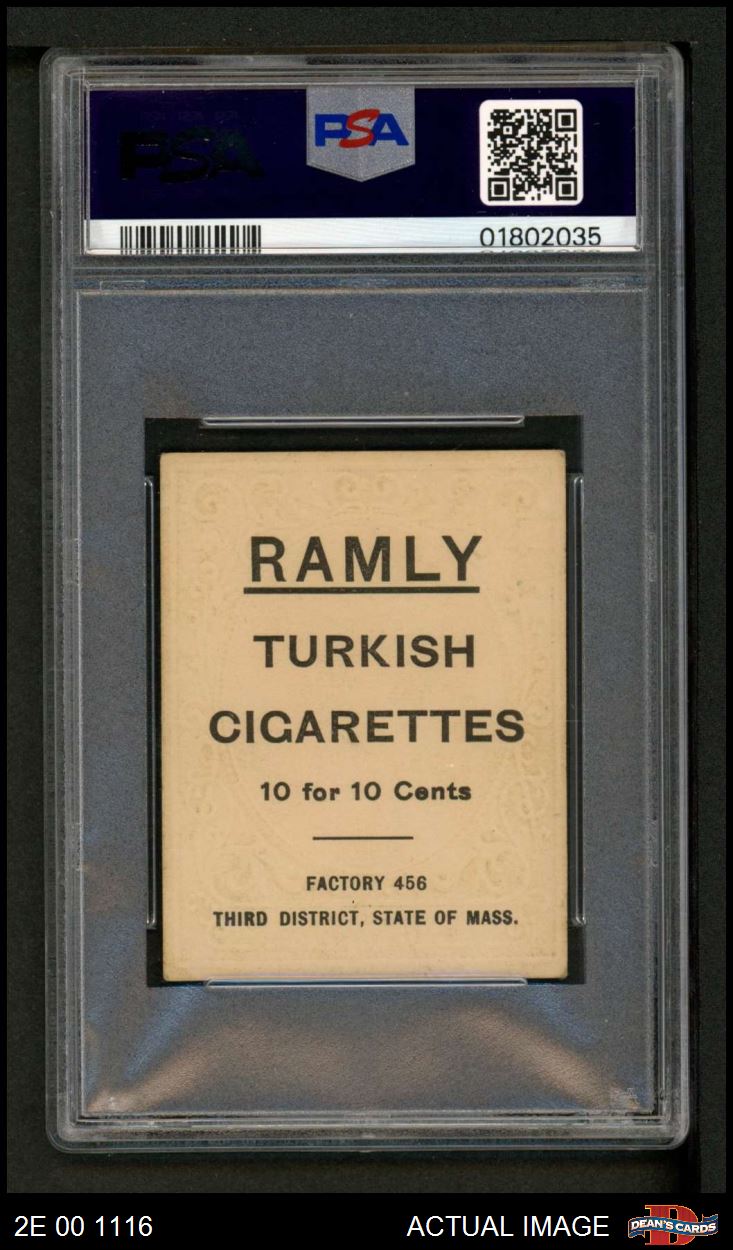 PSA
PSA
01802035
RAMLY
TURKISH
CIGARETTES
10 for 10 Cents
FACTORY 456
THIRD DISTRICT, STATE OF MASS.
2E 00 1116
ACTUAL IMAGE
DEAN'S CARDS